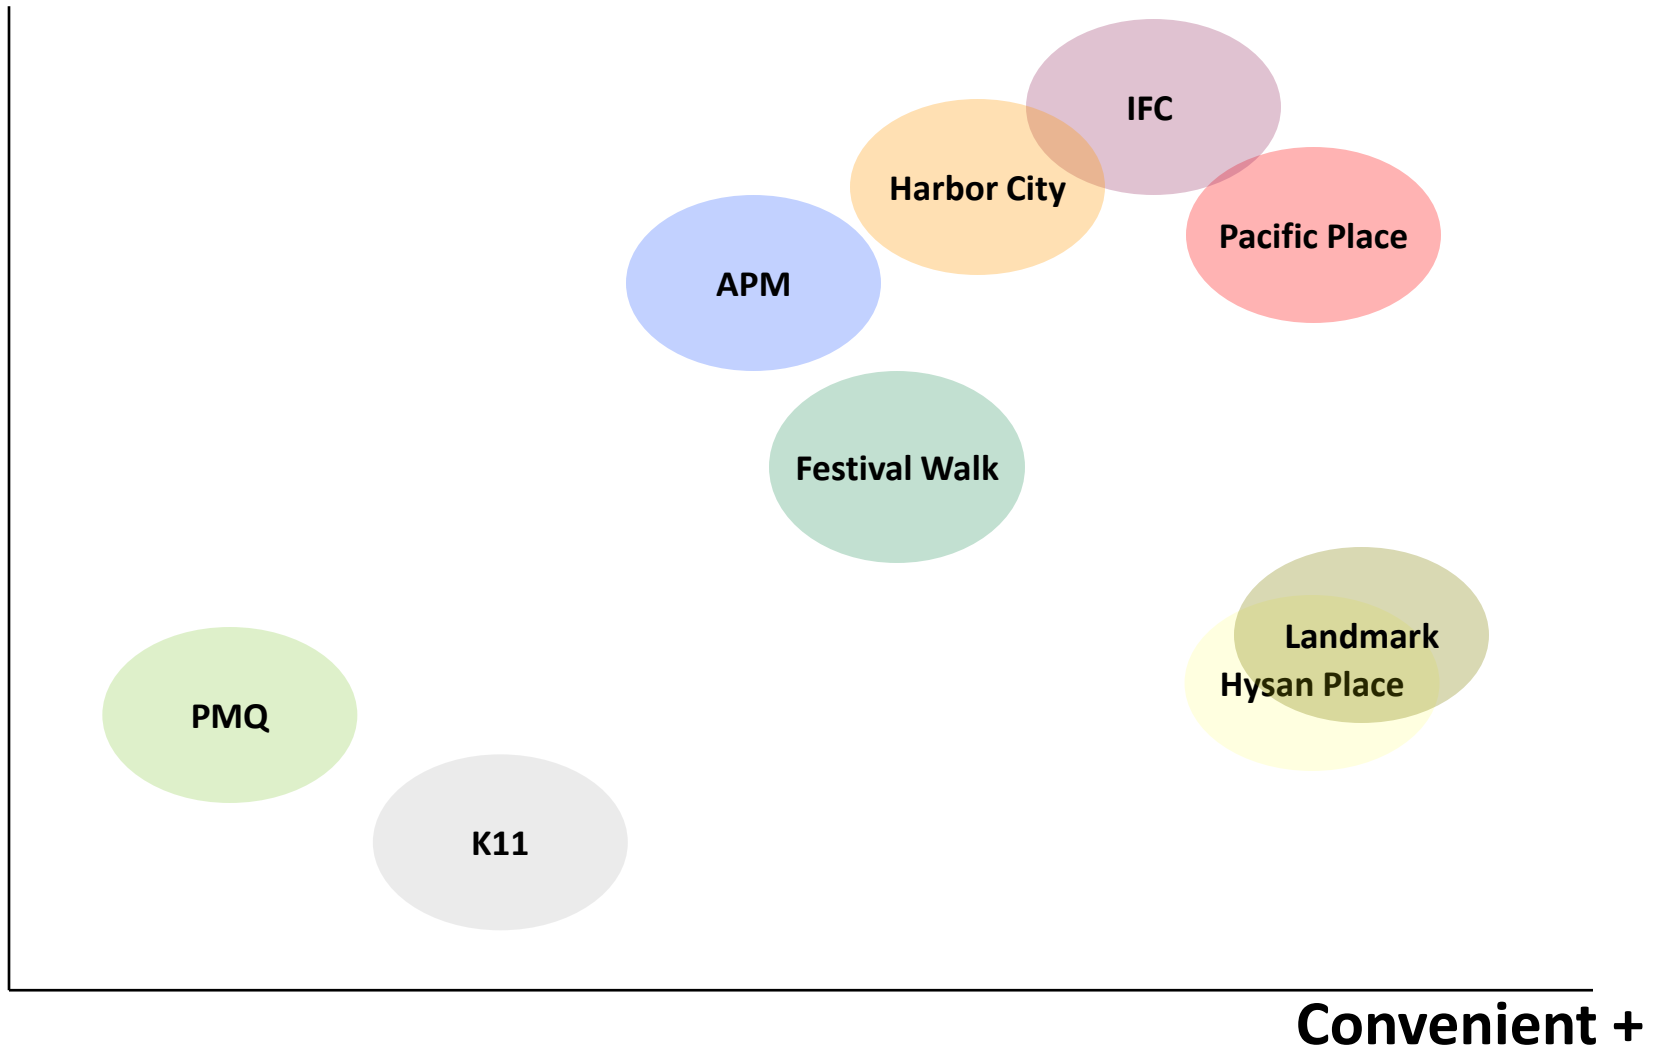 IFC
Harbor City
Pacific Place
APM
Festival Walk
Landmark
Hysan Place
PMQ
K11
Convenient +